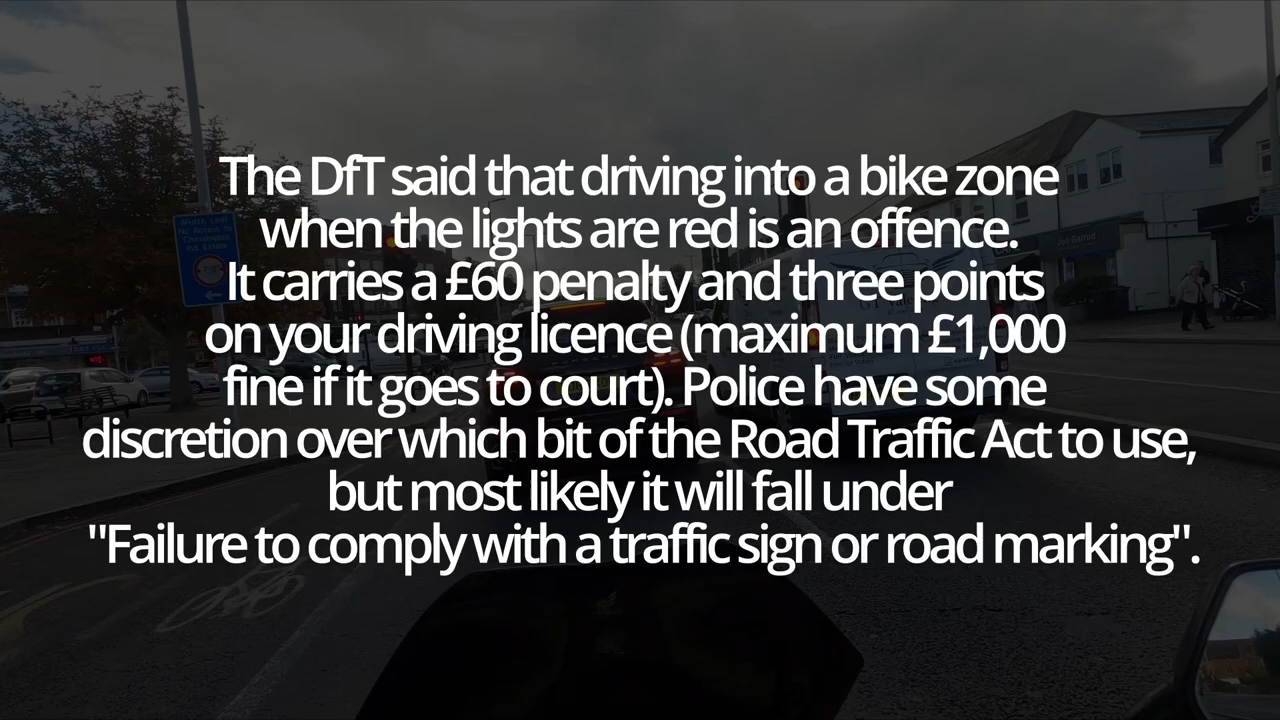 The DfT said that driving into a bike zone
when the lights are red is an offence.
It carries a £60 penalty and three points
on your driving licence (maximum £1,000
fine if it goes to court). Police have some
discretion over which bit of the Road Traffic Act to use,
but most likely it will fall under
"Failure to comply with a traffic sign or road marking".